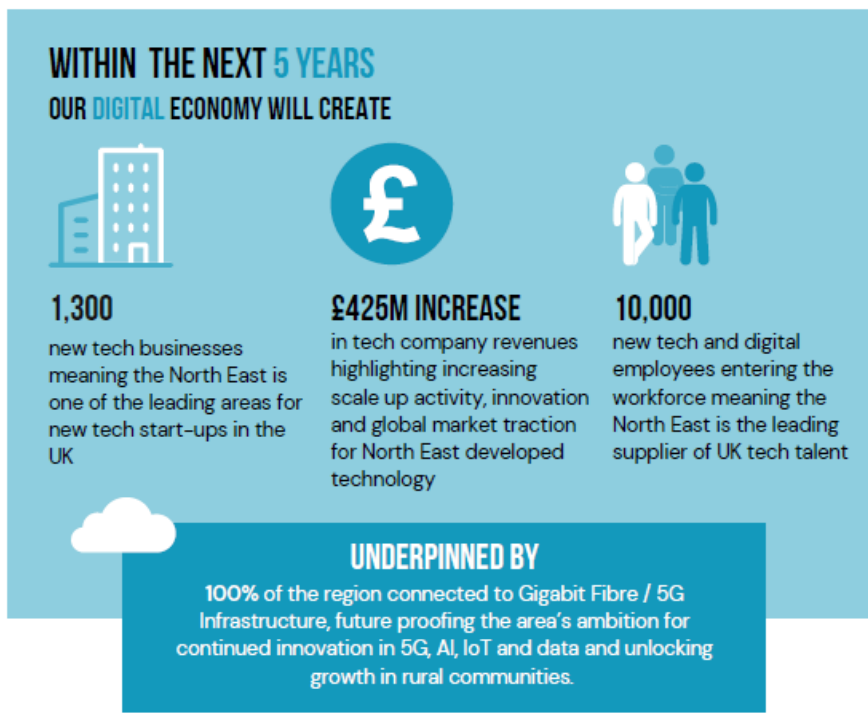 WITHIN THE NEXT 5 YEARS
OUR DIGITAL ECONOMY WILL CREATE
£
1,300
new tech businesses
meaning the North East is
one of the leading areas for
new tech start-ups in the
UK
£425M INCREASE
in tech company revenues
highlighting increasing
scale up activity, innovation
and global market traction
for North East developed
technology
10,000
new tech and digital
employees entering the
workforce meaning the
North East is the leading
supplier of UK tech talent
UNDERPINNED BY
100% of the region connected to Gigabit Fibre / 5G
Infrastructure, future proofing the area's ambition for
continued innovation in 5G, AI, IoT and data and unlocking
growth in rural communities.